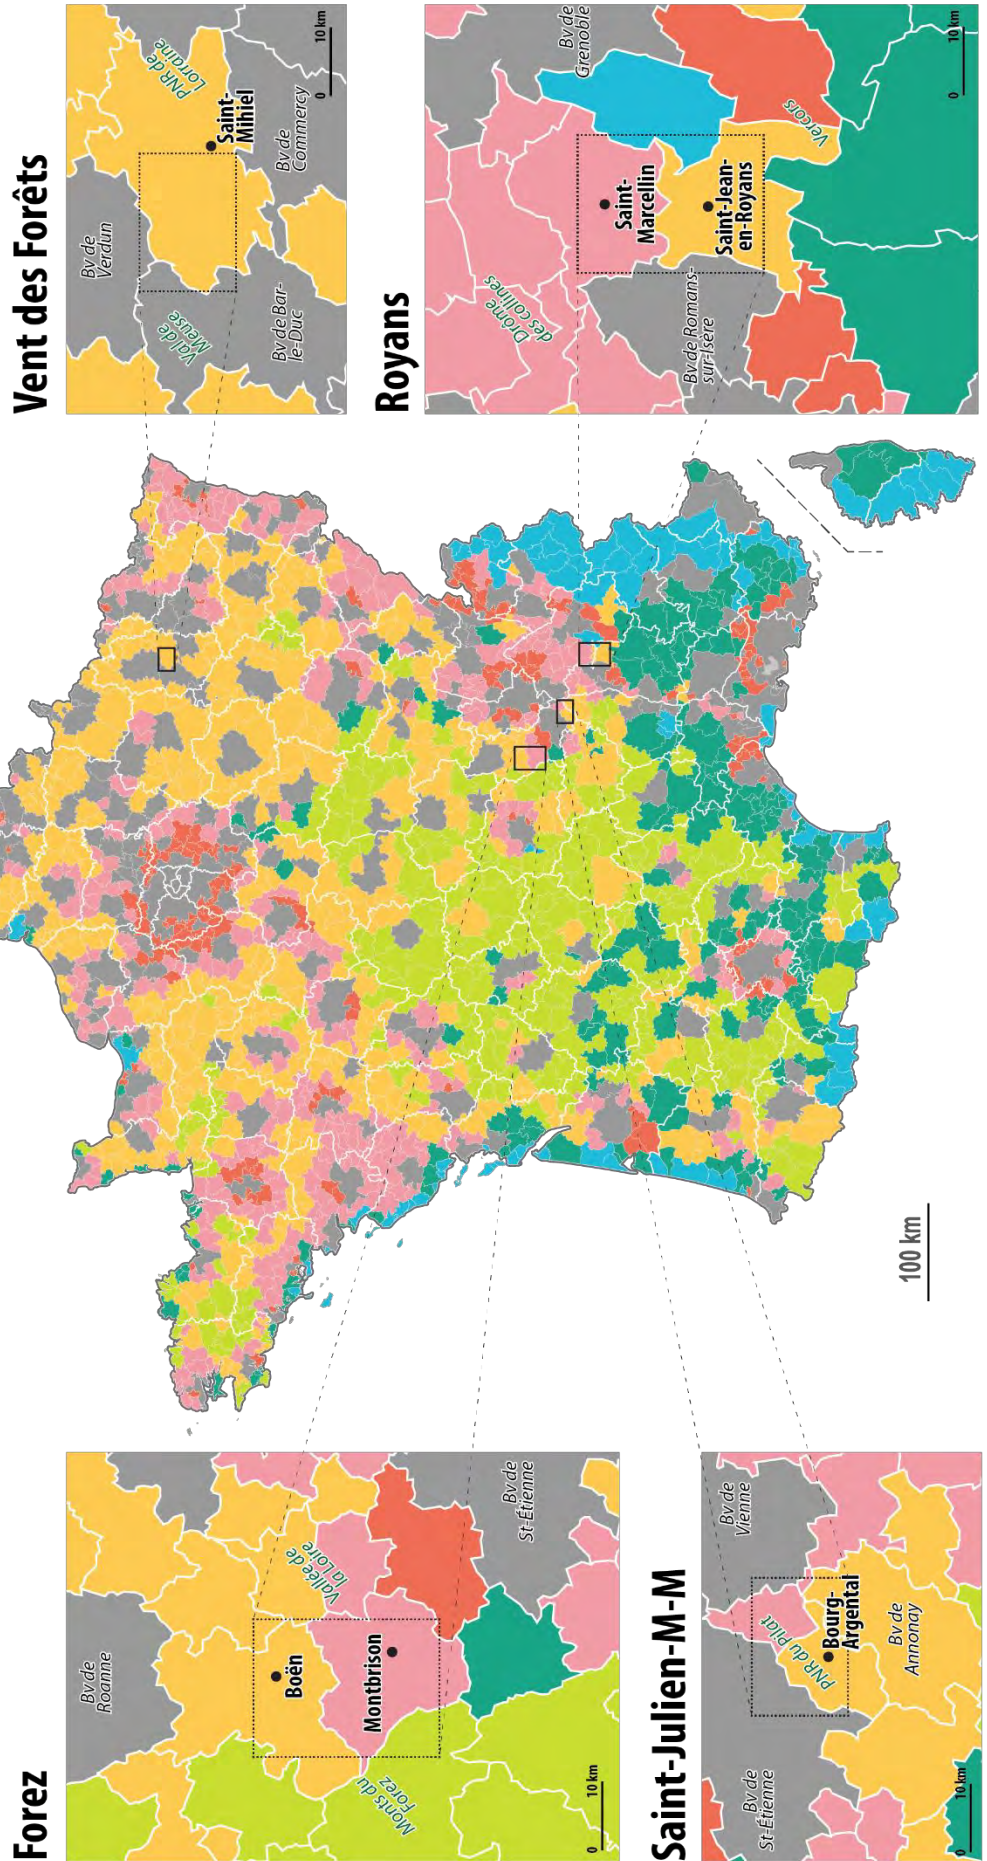 Forez
Bv de
Roanne
Boën
Montbrison
Vallée de
la Loire
Monts du
Forez
Bv de
St-Étienne
0
10 km
Saint-Julien-M-M
Bv de
Vienne
PNR du Pilat
Bourg-
Argental
Bv de
Annonay
Bv de
St-Étienne
0
10 km
100 km
Vent des Forêts
Bv de
Verdun
PNR de
Lorraine
Val de
Meuse
Saint-
Mihiel
Bv de Bar-
le-Duc
Bv de
Commercy
0
10 km
Royans
Bv de
Grenoble
Drôme
des collines
Saint-
Marcellin
Saint-Jean-
en-Royans
Vercors
Bv de Romans-
sur-Isère
0
10 km